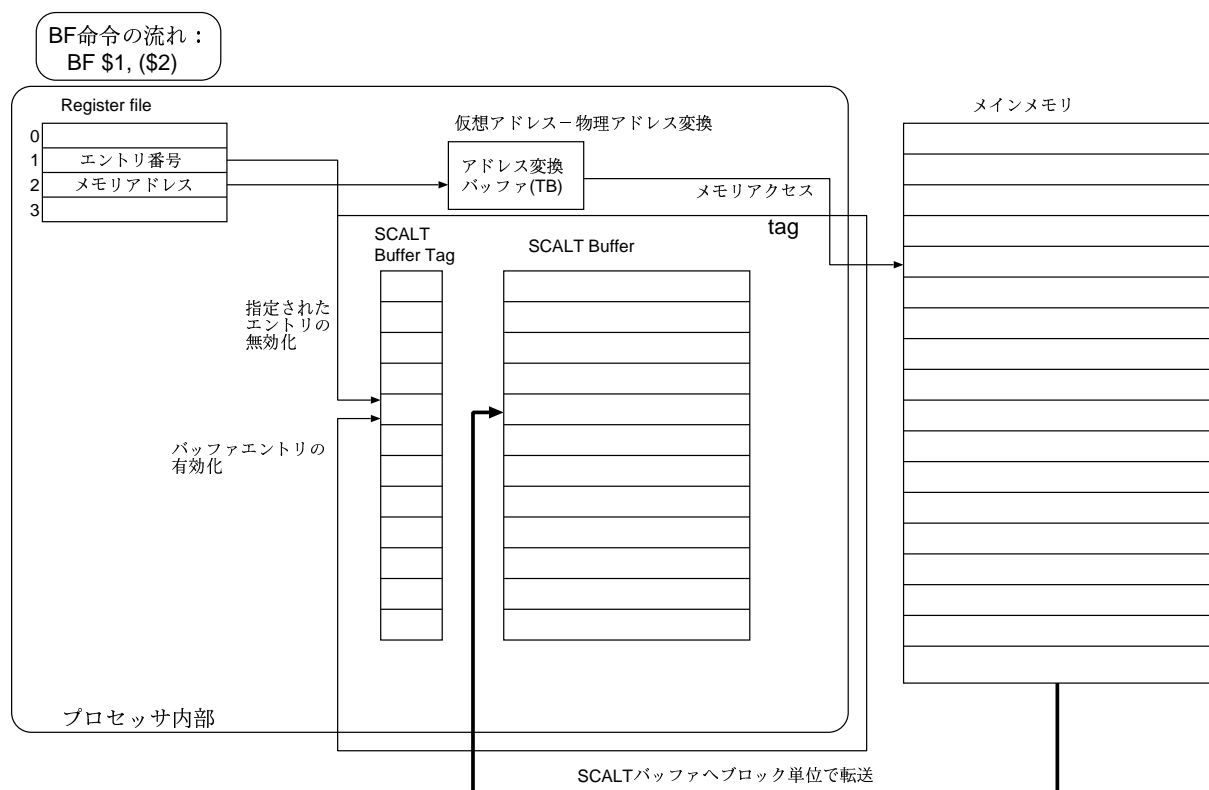 BF命令の流れ：
BF $1, ($2)
Register file
メインメモリ
仮想アドレス－物理アドレス変換
0
1
エントリ番号
2
メモリアドレス
3
アドレス変換
バッファ(TB)
メモリアクセス
tag
SCALT
Buffer Tag
SCALT Buffer
指定された
エントリの
無効化
バッファエントリの
有効化
プロセッサ内部
SCALTバッファへブロック単位で転送